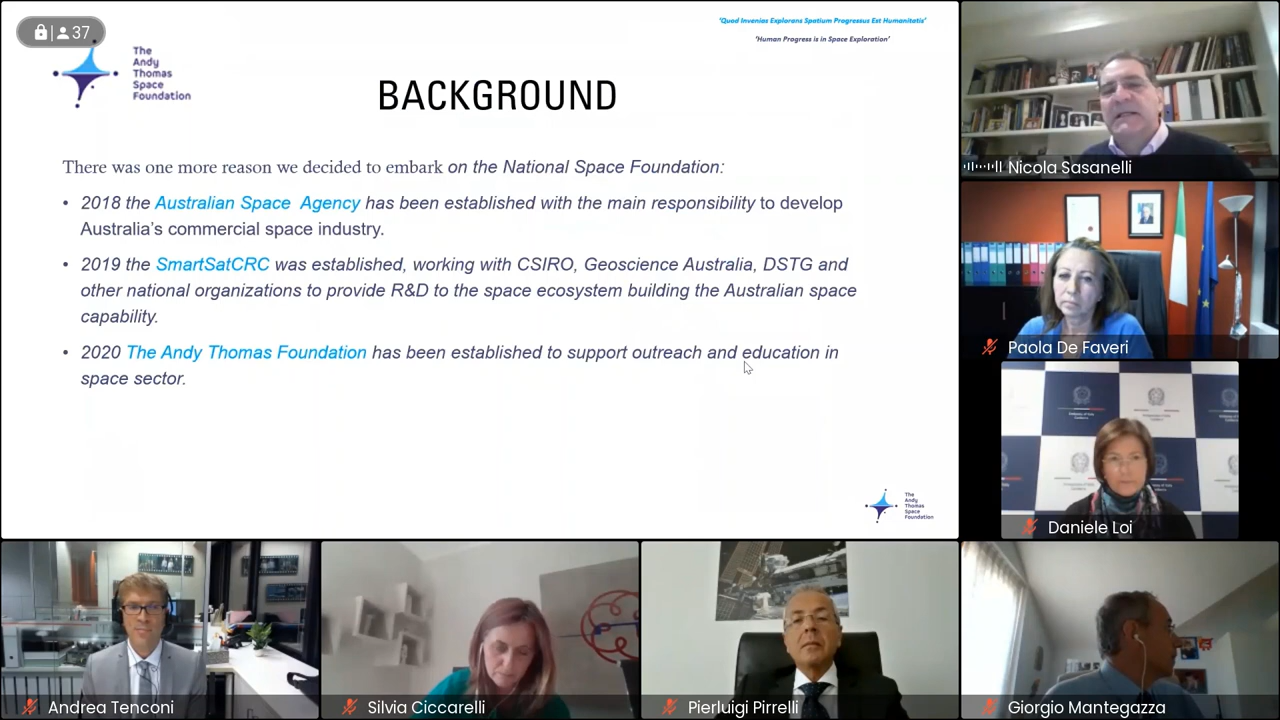 37
'Quod Invenias Explorans Spatium Progressus Est Humanitatis'
'Human Progress is in Space Exploration'
The
Andy
Thomas
Space
Foundation
BACKGROUND
There was one more reason we decided to embark on the National Space Foundation:
• 2018 the Australian Space Agency has been established with the main responsibility to develop
Australia's commercial space industry.
• 2019 the SmartSatCRC was established, working with CSIRO, Geoscience Australia, DSTG and
other national organizations to provide R&D to the space ecosystem building the Australian space
capability.
• 2020 The Andy Thomas Foundation has been established to support outreach and education in
space sector.
The
Andy
Thomas
Space
Foundation
Nicola Sasanelli
Paola De Faveri
Daniele Loi
Andrea Tenconi
Silvia Ciccarelli
Pierluigi Pirrelli
Giorgio Mantegazza